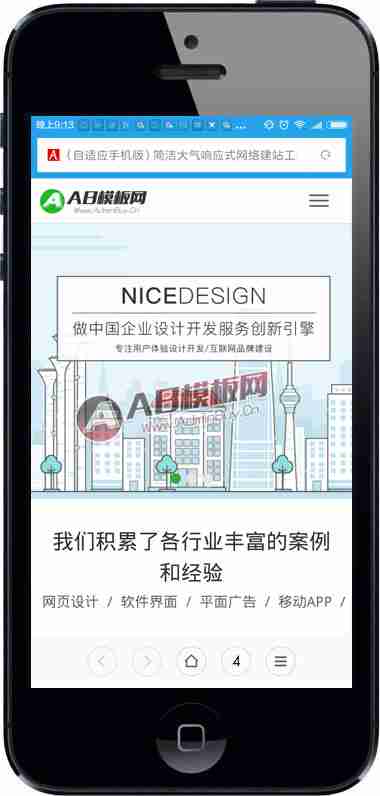 晚上9:13
（自适应手机版）简洁大气响应式网络建站工
AB模板网
Www.AdminBuy.Cn
NICEDESIGN
做中国企业设计开发服务创新引擎
专注用户体验设计开发/互联网品牌建设
AB模板网
Www.AdminBuy.Cn
我们积累了各行业丰富的案例
和经验
网页设计 / 软件界面 / 平面广告 / 移动APP /
4